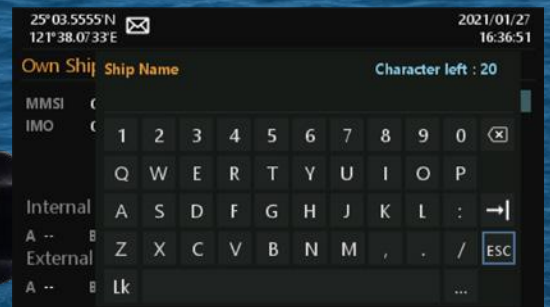 25°03.5555'N
121°38.0733'E
2021/01/27
16:36:51
Own Ship
Ship Name
Character left : 20
MMSI
IMO
1 2 3 4 5 6 7 8 9 0
Q W E R T Y U I O P
Internal
A S D F G H J K L : →|
A --
External
Z X C V B N M , . / ESC
A --
Lk ...